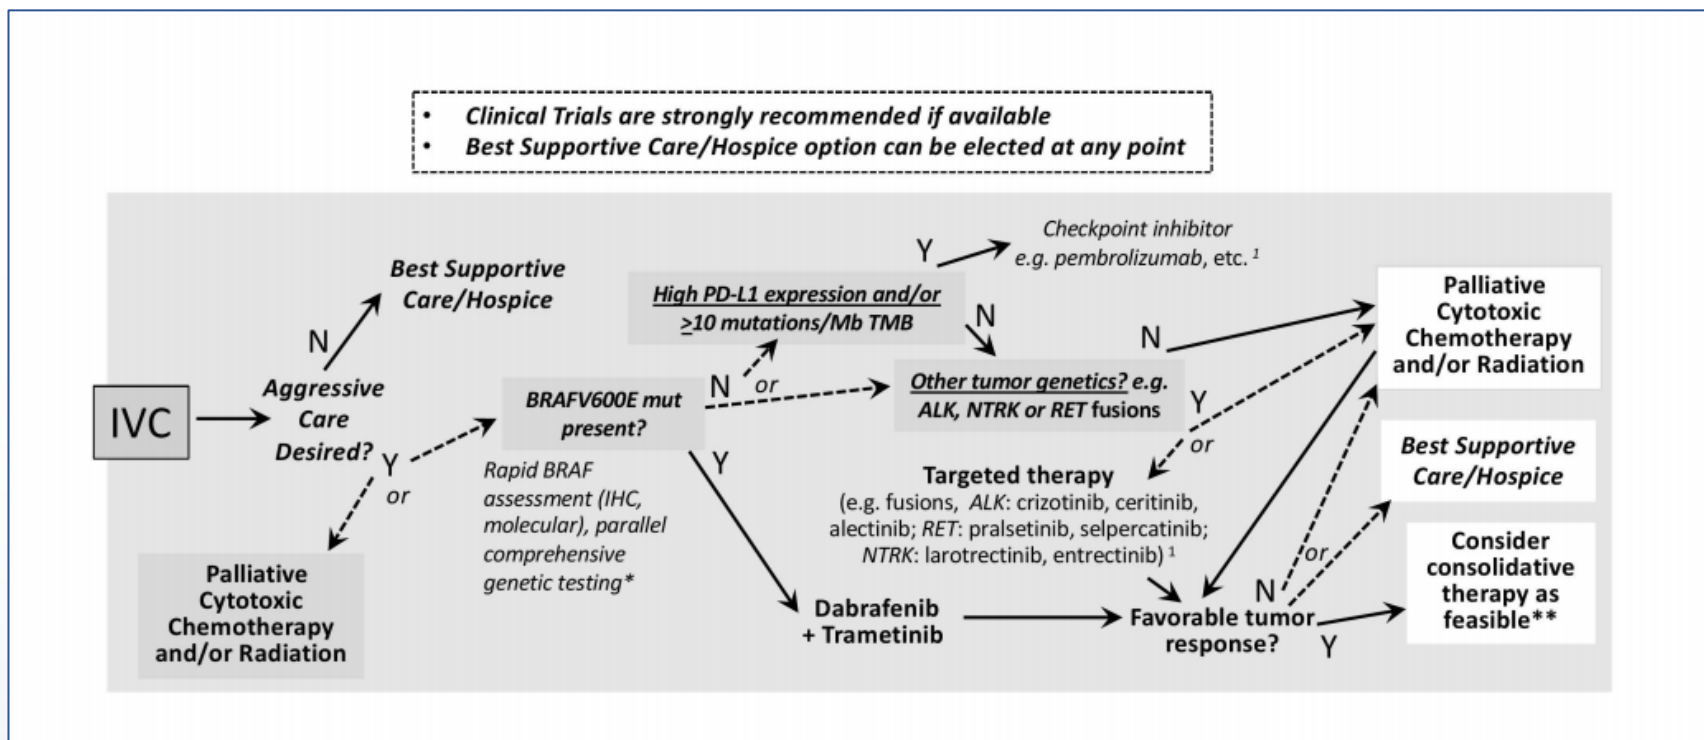 • Clinical Trials are strongly recommended if available
• Best Supportive Care/Hospice option can be elected at any point
IVC
Aggressive
Care
Desired?
N
Best Supportive
Care/Hospice
Y
or
Palliative
Cytotoxic
Chemotherapy
and/or Radiation
BRAFV600E mut
present?
Rapid BRAF
assessment (IHC,
molecular), parallel
comprehensive
genetic testing*
N
or
Y
High PD-L1 expression and/or
≥10 mutations/Mb TMB
Y
Checkpoint inhibitor
e.g. pembrolizumab, etc. 1
N
Other tumor genetics? e.g.
ALK, NTRK or RET fusions
N
Y
or
Targeted therapy
(e.g. fusions, ALK: crizotinib, ceritinib,
alectinib; RET: pralsetinib, selpercatinib;
NTRK: larotrectinib, entrectinib) 1
Dabrafenib
+ Trametinib
Favorable tumor
response?
N
or
Y
Palliative
Cytotoxic
Chemotherapy
and/or Radiation
Best Supportive
Care/Hospice
Consider
consolidative
therapy as
feasible**